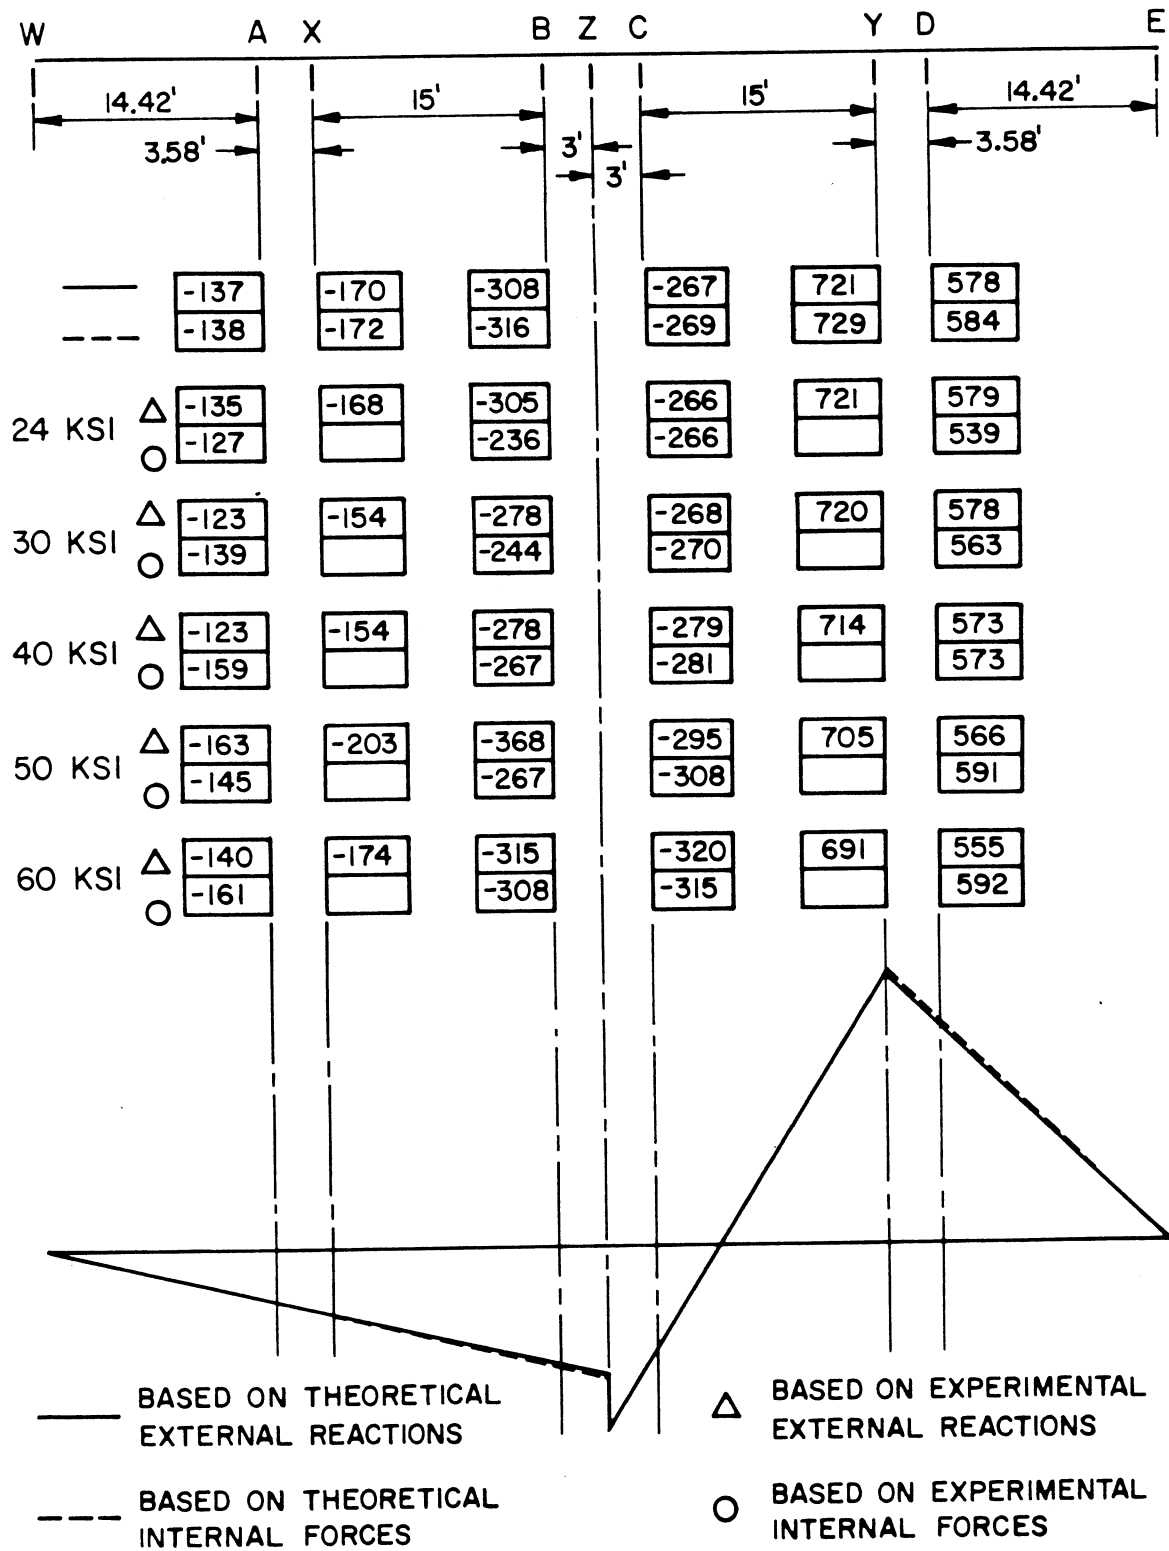 W A X B Z C Y D E
14.42' 15' 15' 14.42'
3.58' 3' 3.58'
3'
-137 -170 -308 -267 721 578
-138 -172 -316 -269 729 584
24 KSI
-135 -168 -305 -266 721 579
-127 -236 -266 539
30 KSI
-123 -154 -278 -268 720 578
-139 -244 -270 563
40 KSI
-123 -154 -278 -279 714 573
-159 -267 -281 573
50 KSI
-163 -203 -368 -295 705 566
-145 -267 -308 591
60 KSI
-140 -174 -315 -320 691 555
-161 -308 -315 592
BASED ON THEORETICAL
EXTERNAL REACTIONS
BASED ON EXPERIMENTAL
EXTERNAL REACTIONS
BASED ON THEORETICAL
INTERNAL FORCES
BASED ON EXPERIMENTAL
INTERNAL FORCES